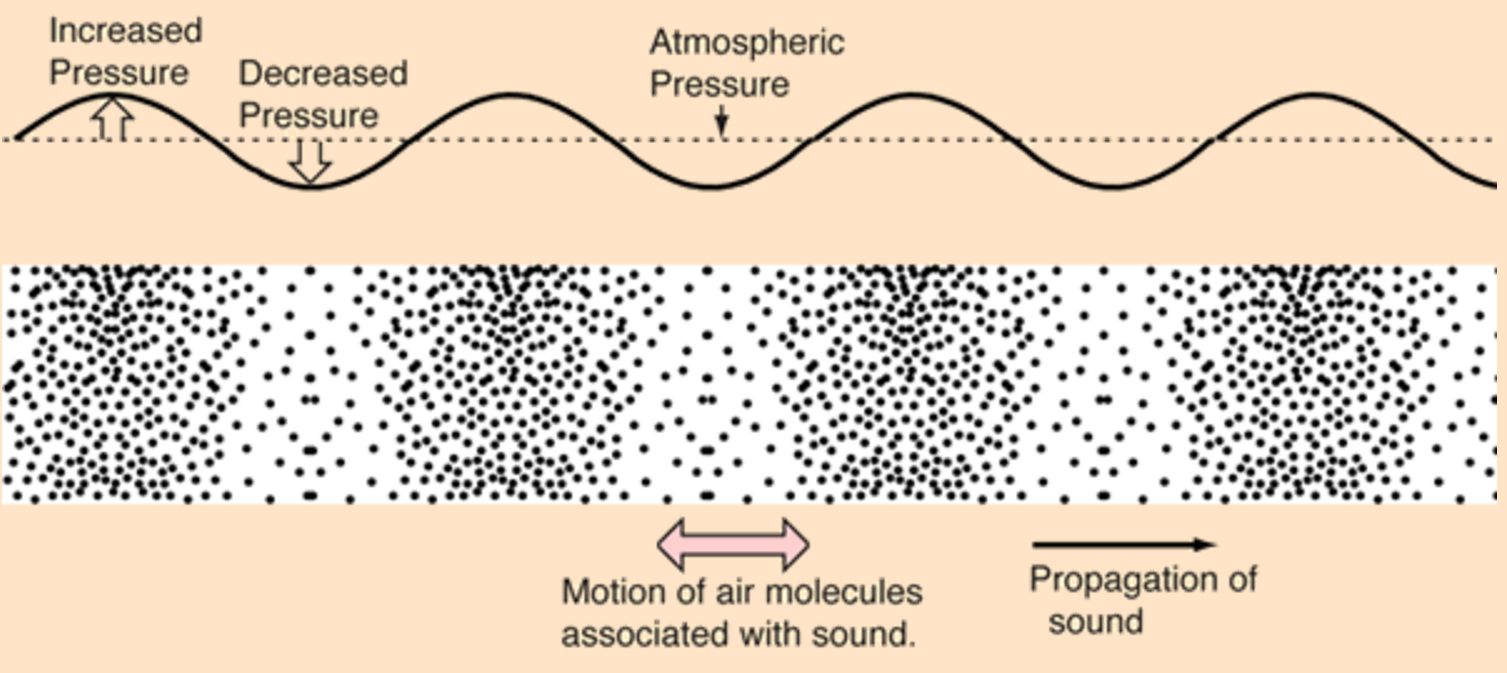 Increased
Pressure
Decreased
Pressure
Atmospheric
Pressure
Motion of air molecules
associated with sound.
Propagation of
sound